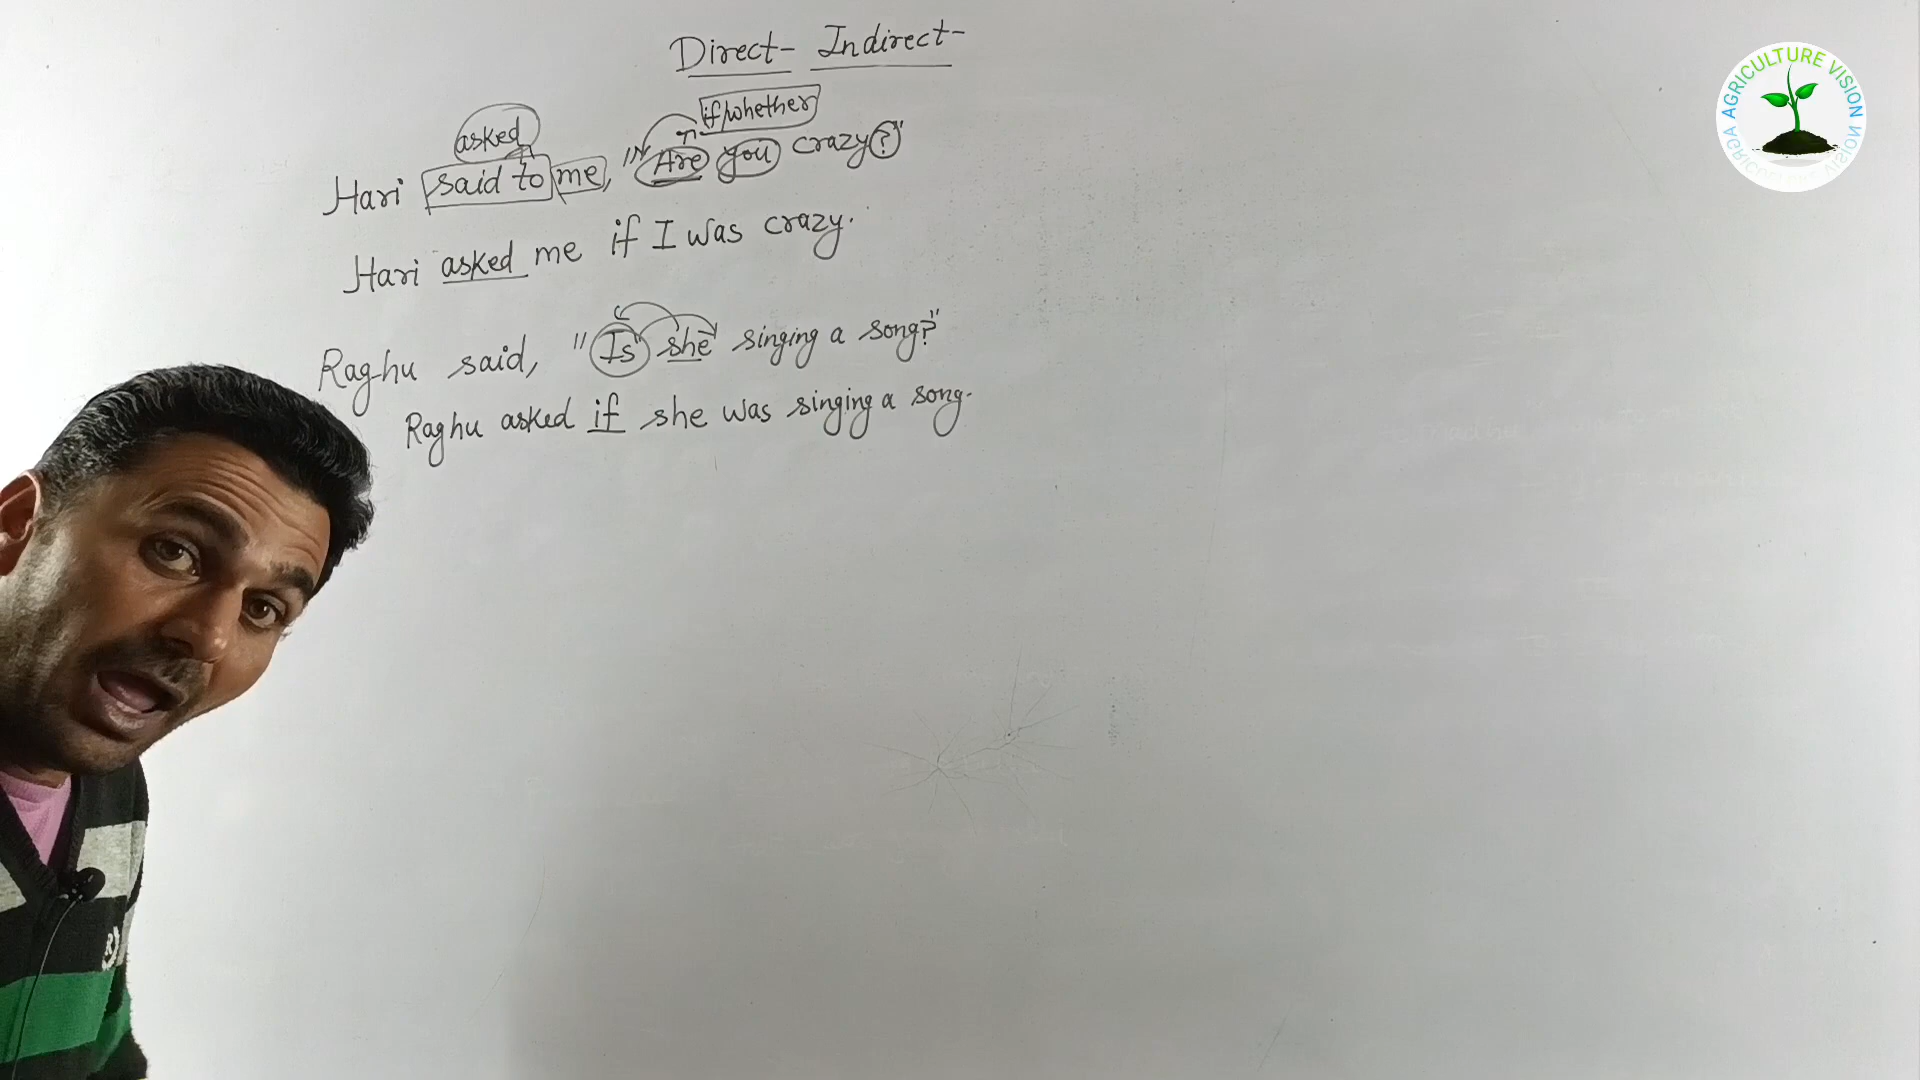 Direct- Indirect-
if/whether
asked
Hari said to me, "Are you crazy?"
Hari asked me if I was crazy.
Raghu said, "Is she singing a song?"
Raghu asked if she was singing a song.
AGRICULTURE VISION